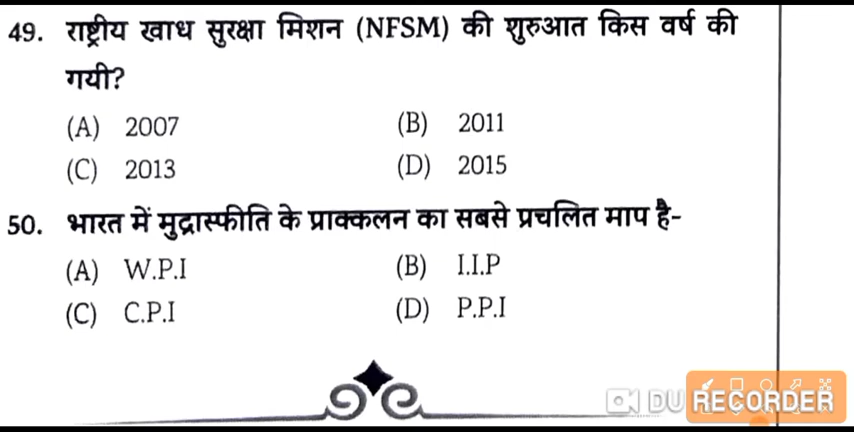 49. राष्ट्रीय खाध सुरक्षा मिशन (NFSM) की शुरुआत किस वर्ष की
गयी?
(A) 2007 (B) 2011
(C) 2013 (D) 2015
50. भारत में मुद्रास्फीति के प्राक्कलन का सबसे प्रचलित माप है-
(A) W.P.I (B) I.I.P
(C) C.P.I (D) P.P.I
DU RECORDER